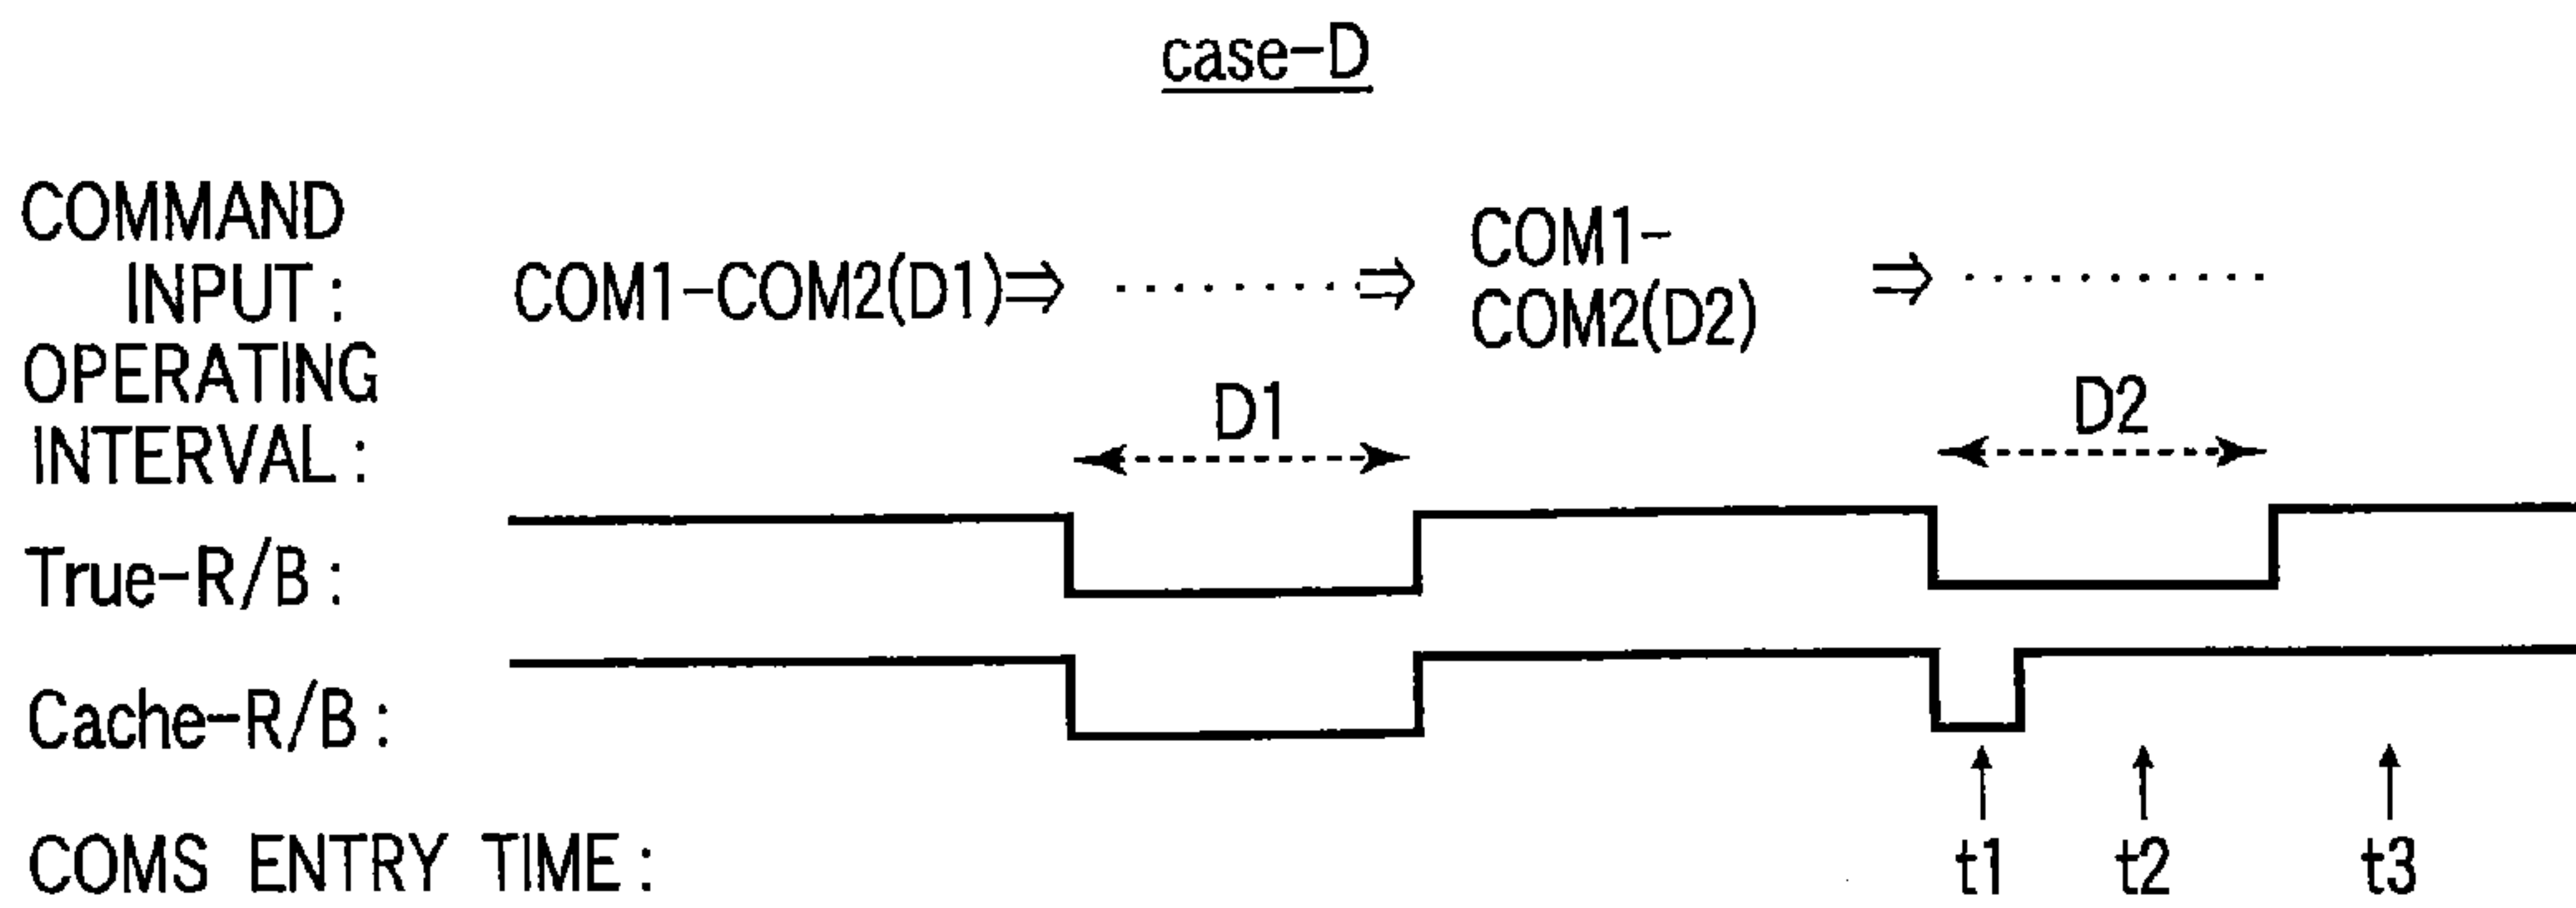 case-D
COMMAND
INPUT :
COM1-COM2(D1)⇒ ·········⇒ COM1-
COM2(D2) ⇒ ···········
OPERATING
INTERVAL :
D1
D2
True-R/B :
Cache-R/B :
COMS ENTRY TIME :
t1 t2 t3